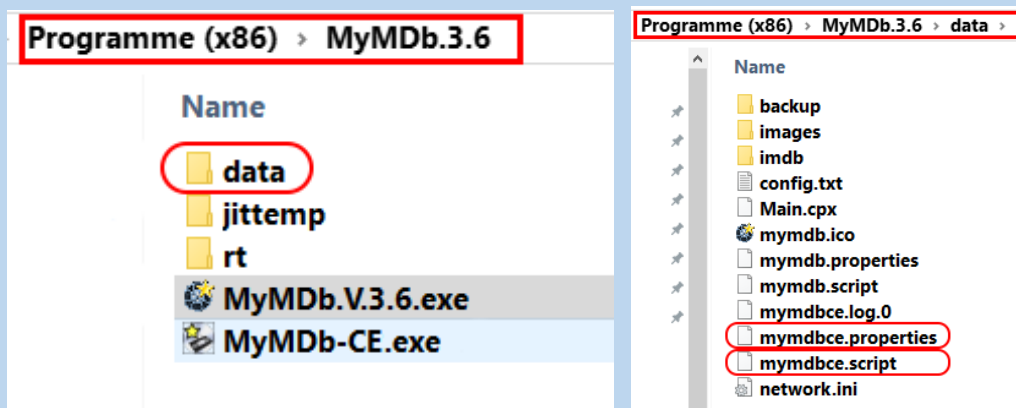 Programme (x86) › MyMDb.3.6
Name
data
jittemp
rt
MyMDb.V.3.6.exe
MyMDb-CE.exe
Programme (x86) › MyMDb.3.6 › data ›
Name
backup
images
imdb
config.txt
Main.cpx
mymdb.ico
mymdb.properties
mymdb.script
mymdbce.log.0
mymdbce.properties
mymdbce.script
network.ini